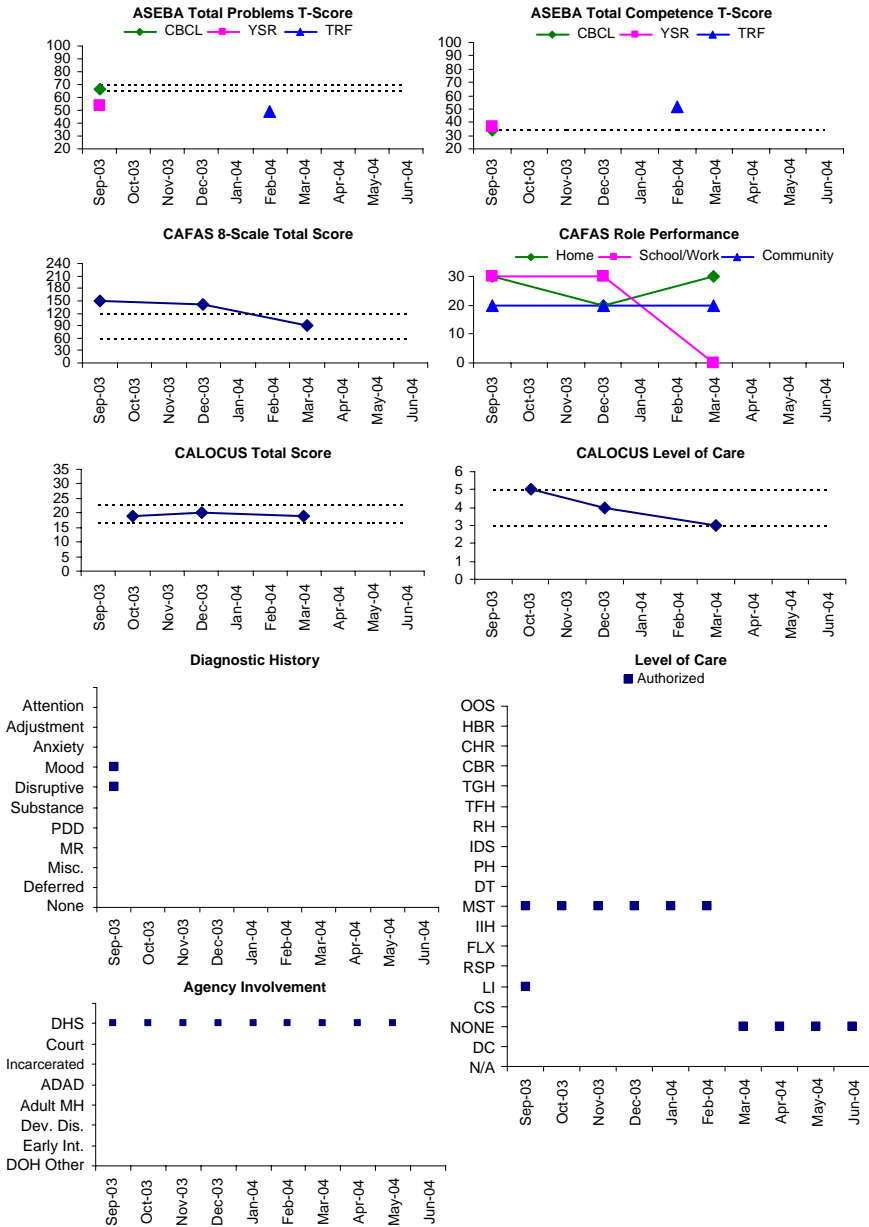 ASEBA Total Problems T-Score
CBCL YSR TRF
100
90
80
70
60
50
40
30
20
Sep-03
Oct-03
Nov-03
Dec-03
Jan-04
Feb-04
Mar-04
Apr-04
May-04
Jun-04
ASEBA Total Competence T-Score
CBCL YSR TRF
100
90
80
70
60
50
40
30
20
Sep-03
Oct-03
Nov-03
Dec-03
Jan-04
Feb-04
Mar-04
Apr-04
May-04
Jun-04
CAFAS 8-Scale Total Score
240
210
180
150
120
90
60
30
0
Sep-03
Oct-03
Nov-03
Dec-03
Jan-04
Feb-04
Mar-04
Apr-04
May-04
Jun-04
CAFAS Role Performance
Home School/Work Community
30
20
10
0
Sep-03
Oct-03
Nov-03
Dec-03
Jan-04
Feb-04
Mar-04
Apr-04
May-04
Jun-04
CALOCUS Total Score
35
30
25
20
15
10
5
0
Sep-03
Oct-03
Nov-03
Dec-03
Jan-04
Feb-04
Mar-04
Apr-04
May-04
Jun-04
CALOCUS Level of Care
6
5
4
3
2
1
0
Sep-03
Oct-03
Nov-03
Dec-03
Jan-04
Feb-04
Mar-04
Apr-04
May-04
Jun-04
Diagnostic History
Attention
Adjustment
Anxiety
Mood
Disruptive
Substance
PDD
MR
Misc.
Deferred
None
Sep-03
Oct-03
Nov-03
Dec-03
Jan-04
Feb-04
Mar-04
Apr-04
May-04
Jun-04
Level of Care
Authorized
OOS
HBR
CHR
CBR
TGH
TFH
RH
IDS
PH
DT
MST
IIH
FLX
RSP
LI
CS
NONE
DC
N/A
Sep-03
Oct-03
Nov-03
Dec-03
Jan-04
Feb-04
Mar-04
Apr-04
May-04
Jun-04
Agency Involvement
DHS
Court
Incarcerated
ADAD
Adult MH
Dev. Dis.
Early Int.
DOH Other
Sep-03
Oct-03
Nov-03
Dec-03
Jan-04
Feb-04
Mar-04
Apr-04
May-04
Jun-04